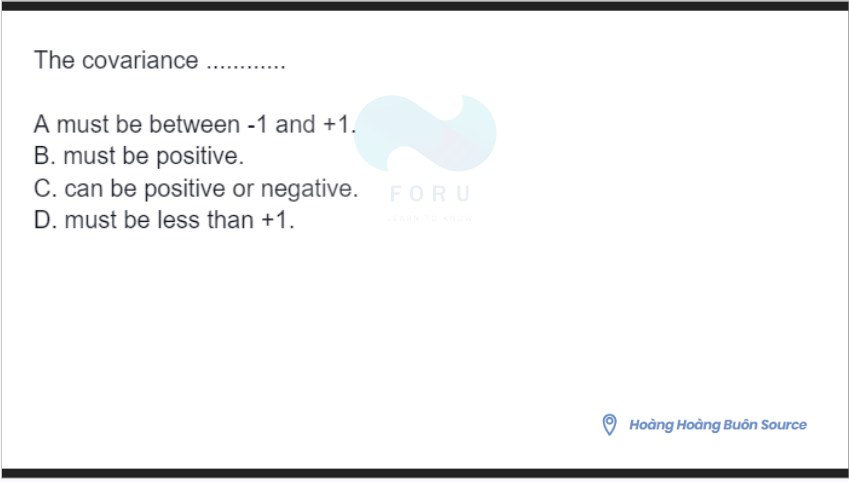 The covariance ............
A must be between -1 and +1.
B. must be positive.
C. can be positive or negative.
D. must be less than +1.
FORU
Hoàng Hoàng Buôn Source